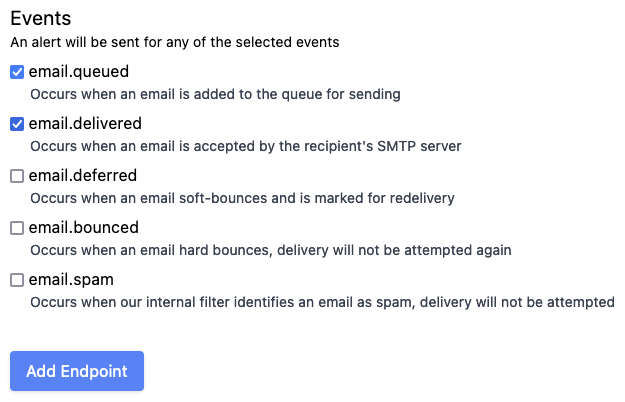 Events
An alert will be sent for any of the selected events
email.queued
Occurs when an email is added to the queue for sending
email.delivered
Occurs when an email is accepted by the recipient's SMTP server
email.deferred
Occurs when an email soft-bounces and is marked for redelivery
email.bounced
Occurs when an email hard bounces, delivery will not be attempted again
email.spam
Occurs when our internal filter identifies an email as spam, delivery will not be attempted
Add Endpoint